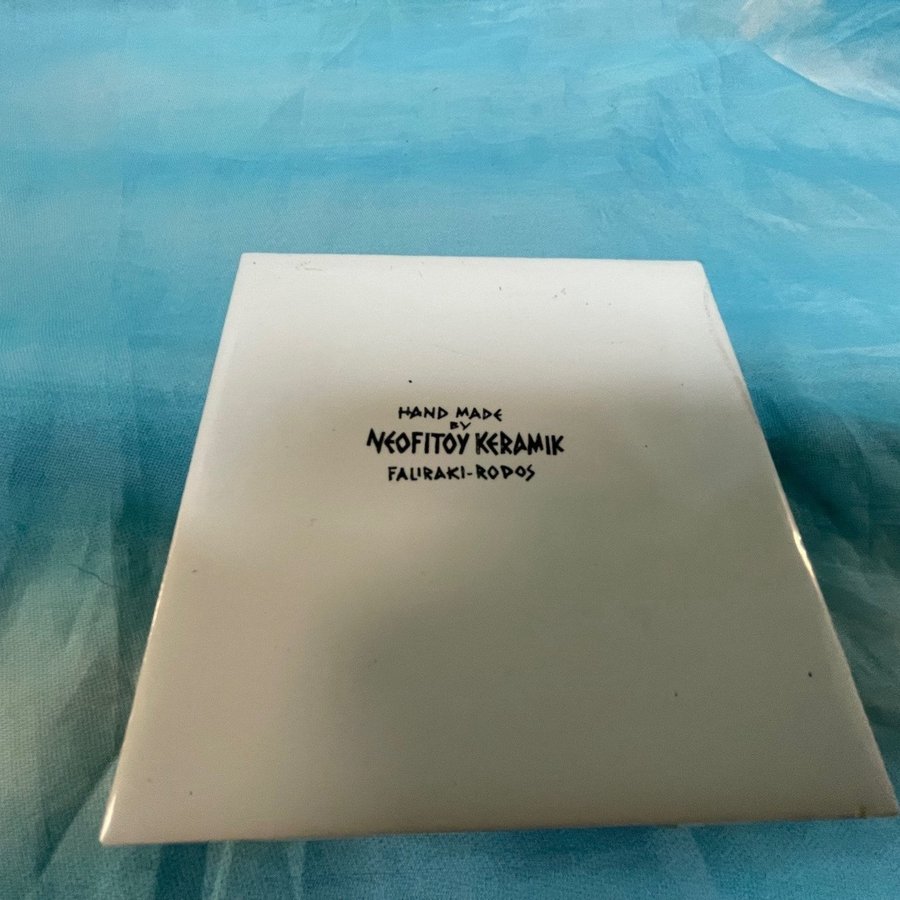 HAND MADE
BY
NEOFITOY KERAMIK
FALIRAKI-RODOS